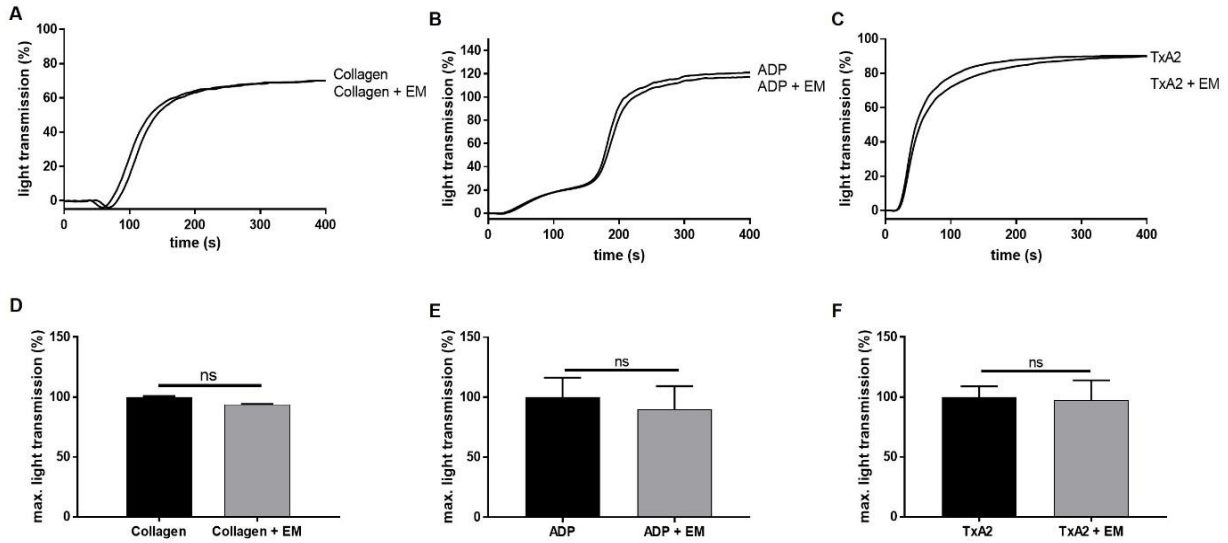 A
light transmission (%)
100
80
60
40
20
0
0
100
200
300
400
time (s)
Collagen
Collagen + EM
B
light transmission (%)
140
120
100
80
60
40
20
0
0
100
200
300
400
time (s)
ADP
ADP + EM
C
light transmission (%)
100
80
60
40
20
0
0
100
200
300
400
time (s)
TxA2
TxA2 + EM
D
max. light transmission (%)
150
100
50
0
ns
Collagen
Collagen + EM
E
max. light transmission (%)
150
100
50
0
ns
ADP
ADP + EM
F
max. light transmission (%)
150
100
50
0
ns
TxA2
TxA2 + EM